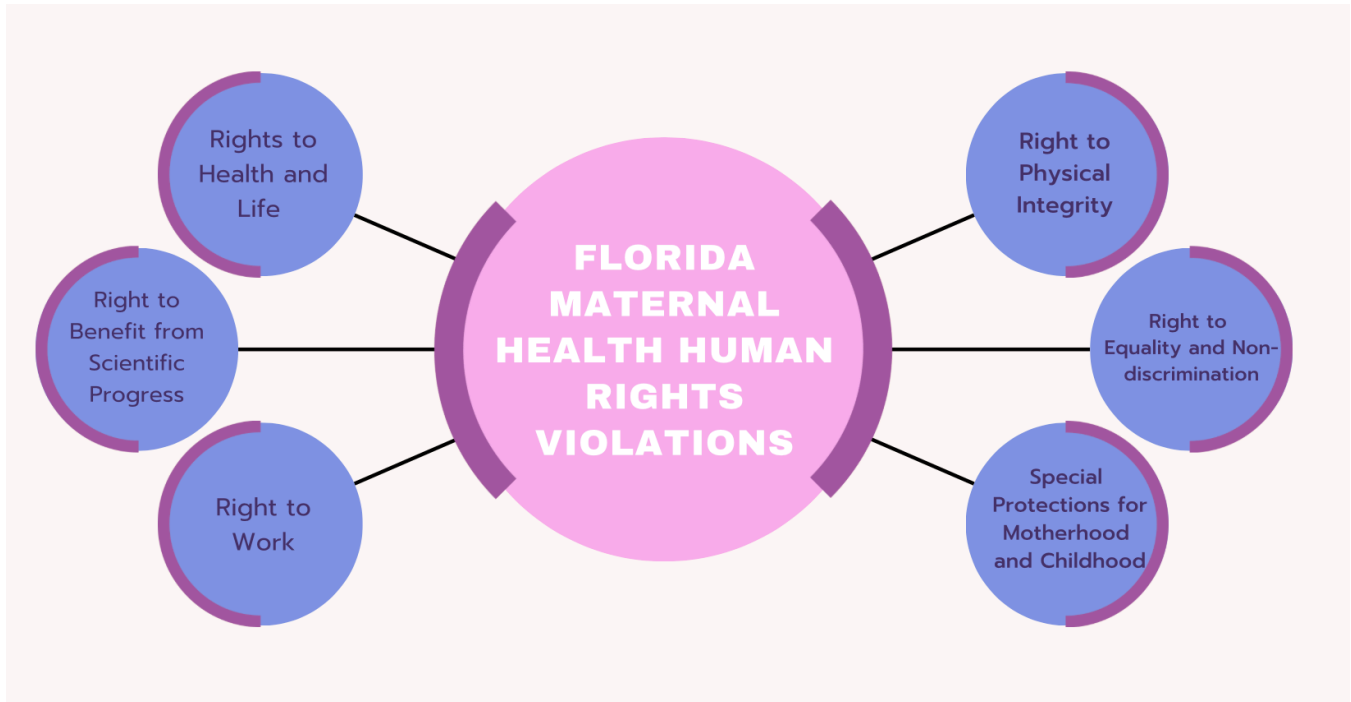 Rights to
Health and
Life
Right to
Benefit from
Scientific
Progress
Right to
Work
FLORIDA
MATERNAL
HEALTH HUMAN
RIGHTS
VIOLATIONS
Right to
Physical
Integrity
Right to
Equality and Non-
discrimination
Special
Protections for
Motherhood
and Childhood